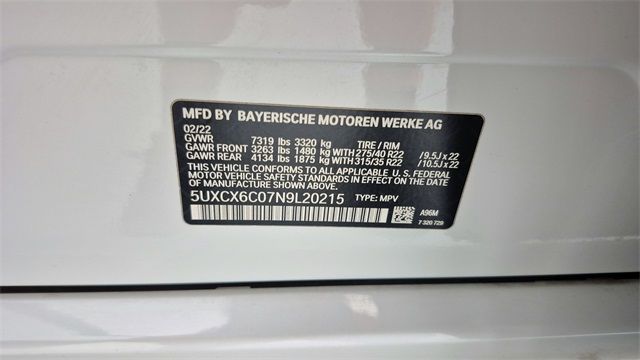 MFD BY BAYERISCHE MOTOREN WERKE AG
02/22
GVWR 7319 lbs 3320 kg TIRE / RIM
GAWR FRONT 3263 lbs 1480 kg WITH 275/40 R22 / 9.5J x 22
GAWR REAR 4134 lbs 1875 kg WITH 315/35 R22 / 10.5J x 22
THIS VEHICLE CONFORMS TO ALL APPLICABLE U.S. FEDERAL
MOTOR VEHICLE SAFETY STANDARDS IN EFFECT ON THE
DATE OF MANUFACTURE SHOWN ABOVE.
5UXCX6C07N9L20215 TYPE: MPV
A96M
7 320 729